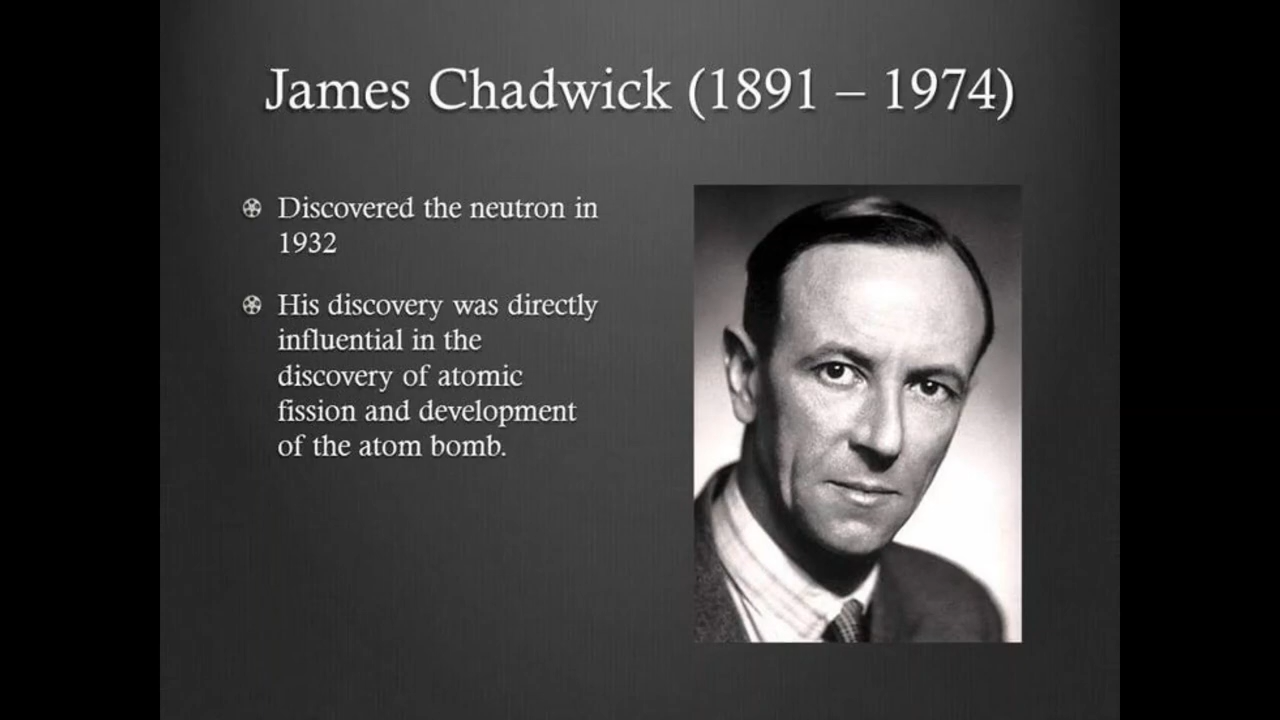 James Chadwick (1891 – 1974)
Discovered the neutron in
1932
His discovery was directly
influential in the
discovery of atomic
fission and development
of the atom bomb.